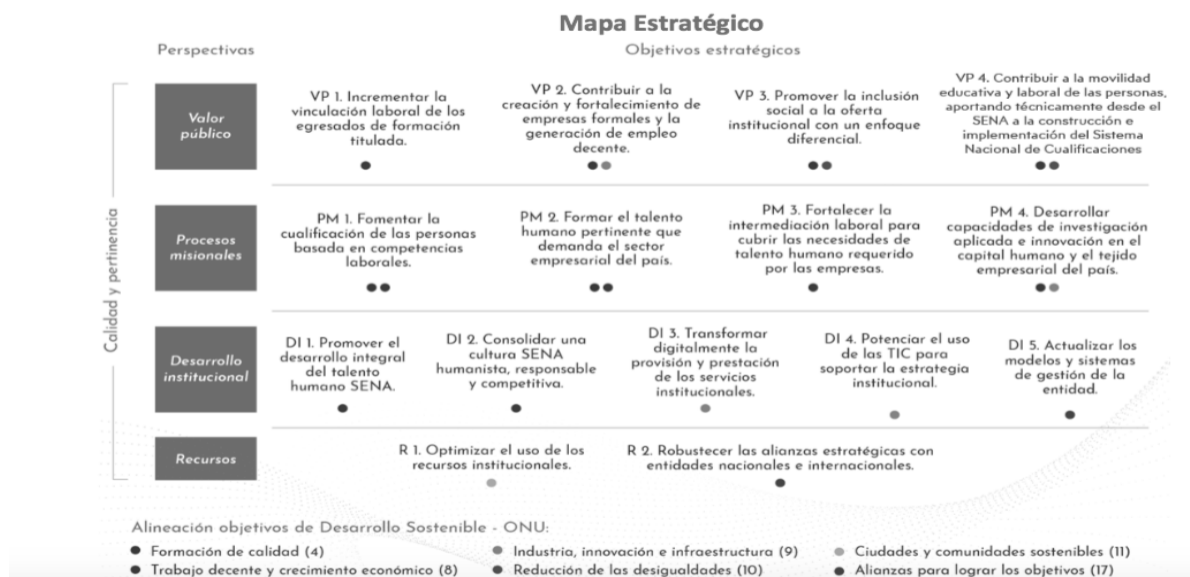 Mapa Estratégico
Perspectivas
Objetivos estratégicos
Calidad y pertinencia
Valor
público
VP 1. Incrementar la
vinculación laboral de los
egresados de formación
titulada.
VP 2. Contribuir a la
creación y fortalecimiento de
empresas formales y la
generación de empleo
decente.
VP 3. Promover la inclusión
social a la oferta
institucional con un enfoque
diferencial.
VP 4. Contribuir a la movilidad
educativa y laboral de las personas,
aportando técnicamente desde el
SENA a la construcción e
implementación del Sistema
Nacional de Cualificaciones
Procesos
misionales
PM 1. Fomentar la
cualificación de las personas
basada en competencias
laborales.
PM 2. Formar el talento
humano pertinente que
demanda el sector
empresarial del país.
PM 3. Fortalecer la
intermediación laboral para
cubrir las necesidades de
talento humano requerido
por las empresas.
PM 4. Desarrollar
capacidades de investigación
aplicada e innovación en el
capital humano y el tejido
empresarial del país.
Desarrollo
institucional
DI 1. Promover el
desarrollo integral
del talento
humano SENA.
DI 2. Consolidar una
cultura SENA
humanista, responsable
y competitiva.
DI 3. Transformar
digitalmente la
provisión y prestación
de los servicios
institucionales.
DI 4. Potenciar el uso
de las TIC para
soportar la estrategia
institucional.
DI 5. Actualizar los
modelos y sistemas
de gestión de la
entidad.
Recursos
R 1. Optimizar el uso de los
recursos institucionales.
R 2. Robustecer las alianzas estratégicas con
entidades nacionales e internacionales.
Alineación objetivos de Desarrollo Sostenible - ONU:
Formación de calidad (4)
Industria, innovación e infraestructura (9)
Ciudades y comunidades sostenibles (11)
Trabajo decente y crecimiento económico (8)
Reducción de las desigualdades (10)
Alianzas para lograr los objetivos (17)